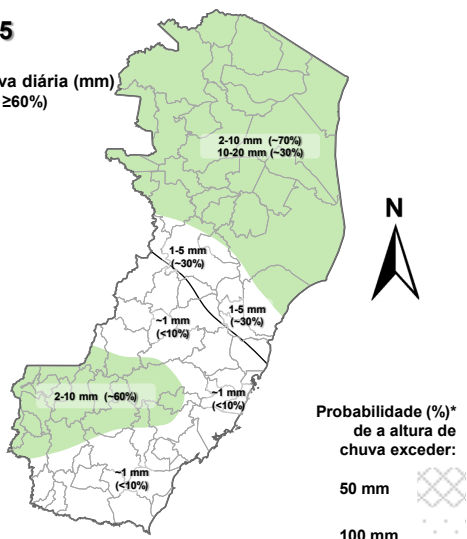 5
va diária (mm)
≥60%)
2-10 mm (~70%)
10-20 mm (~30%)
N
1-5 mm
(~30%)
1-5 mm
(~30%)
~1 mm
(<10%)
2-10 mm (~60%)
~1 mm
(<10%)
~1 mm
(<10%)
Probabilidade (%)*
de a altura de
chuva exceder:
50 mm
100 mm